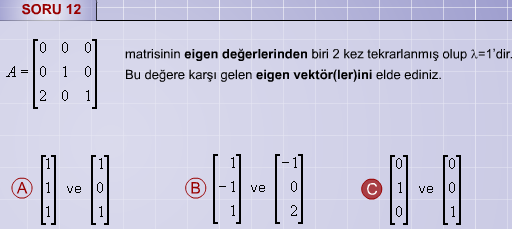 SORU 12
A = [0 0 0; 0 1 0; 2 0 1] matrisinin eigen değerlerinden biri 2 kez tekrarlanmış olup λ=1'dir.
Bu değere karşı gelen eigen vektör(ler)ini elde ediniz.
A [1; 1; 1] ve [1; 0; 1] B [1; -1; 1] ve [-1; 0; 2] C [0; 1; 0] ve [0; 0; 1]